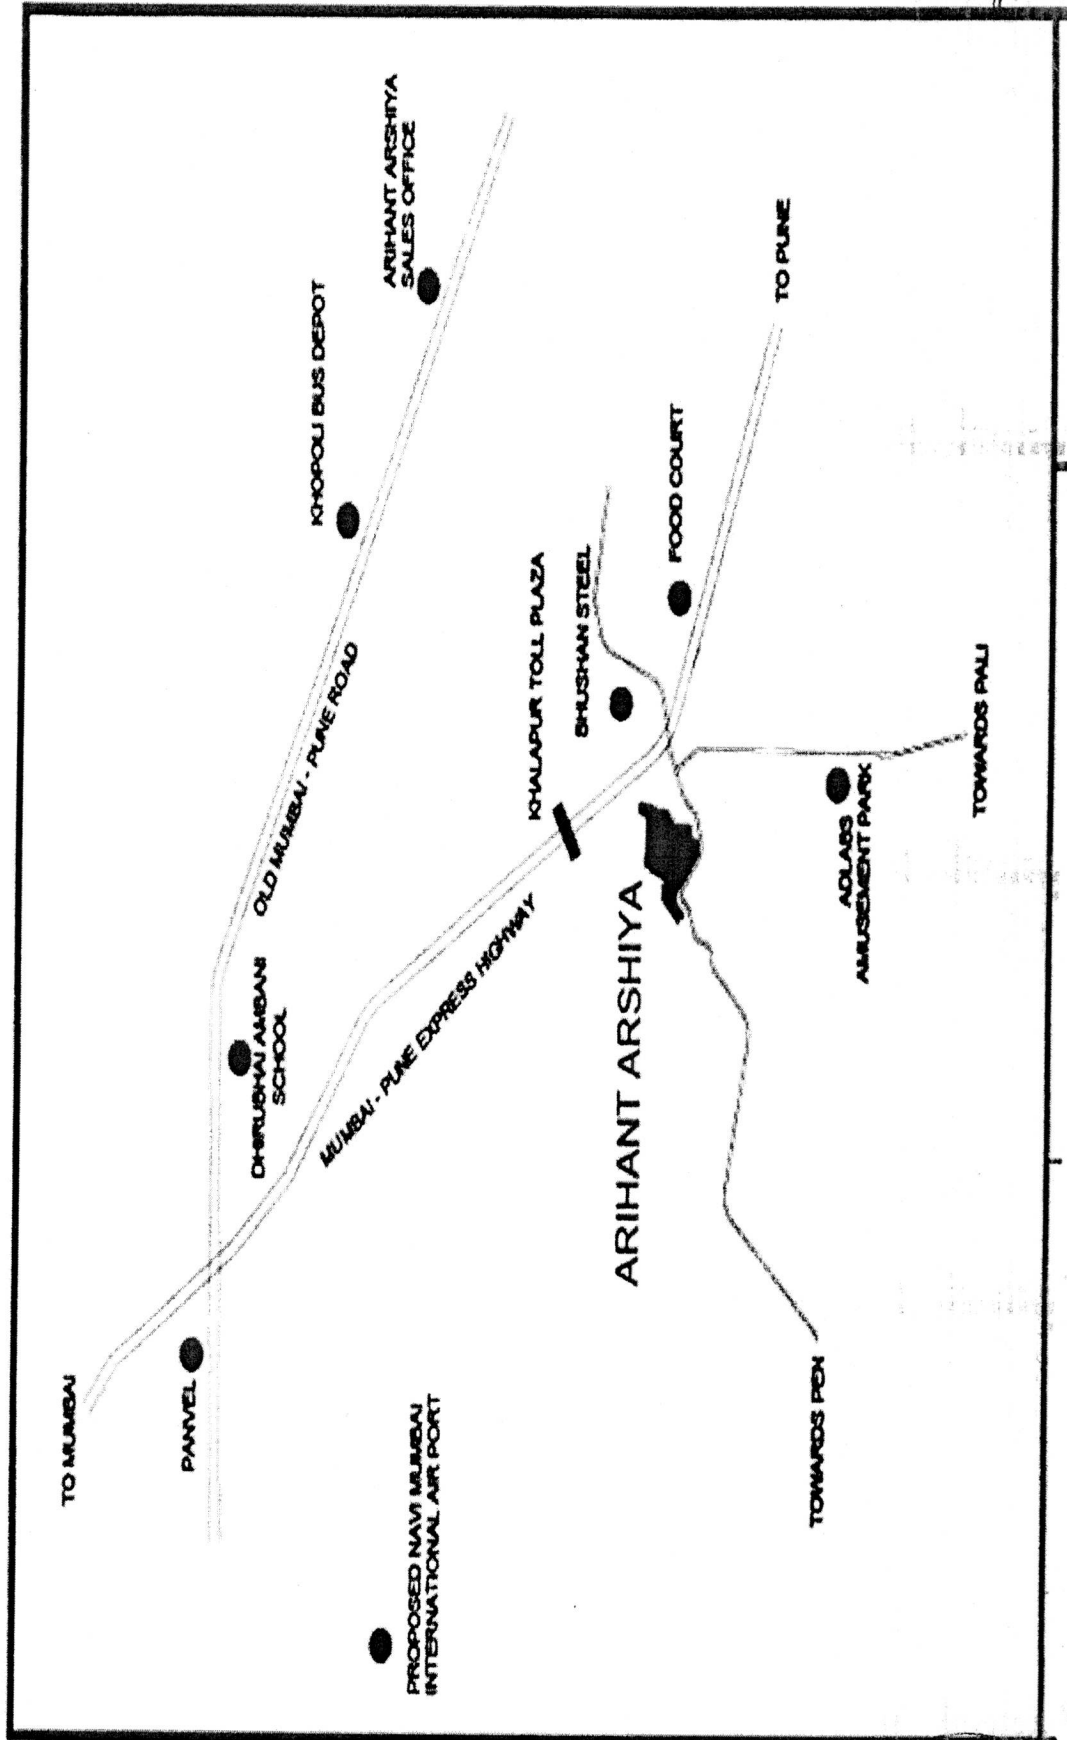 TO MUMBAI
PANVEL
DHIRUBHAI AMBANI
SCHOOL
OLD MUMBAI - PUNE ROAD
KHOPOLI BUS DEPOT
ARIHANT ARSHIYA
SALES OFFICE
PROPOSED NAVI MUMBAI
INTERNATIONAL AIR PORT
MUMBAI - PUNE EXPRESS HIGHWAY
KHALAPUR TOLL PLAZA
BHUSHAN STEEL
ARIHANT ARSHIYA
FOOD COURT
TO PUNE
TOWARDS PEN
ADLABS
AMUSEMENT PARK
TOWARDS PALI